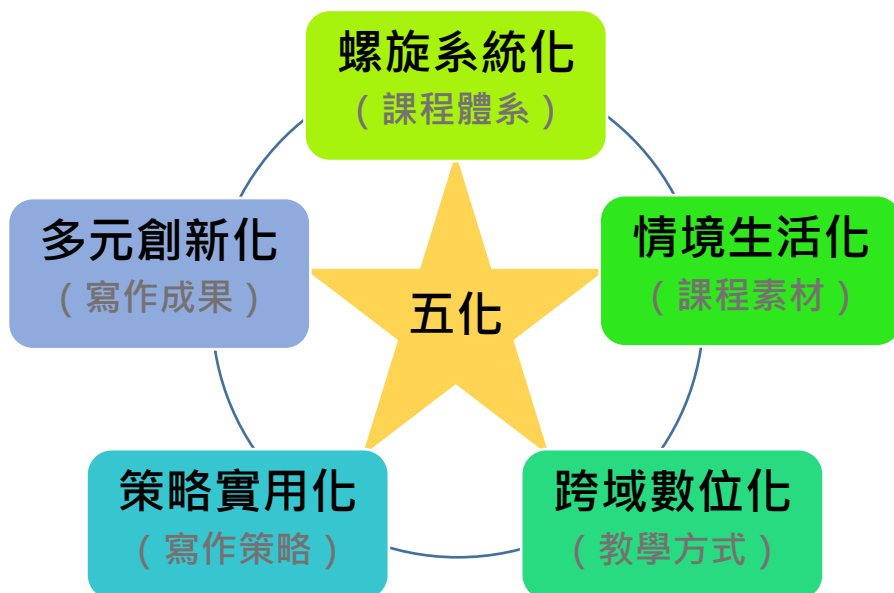 螺旋系統化
（課程體系）
多元創新化
（寫作成果）
情境生活化
（課程素材）
五化
策略實用化
（寫作策略）
跨域數位化
（教學方式）